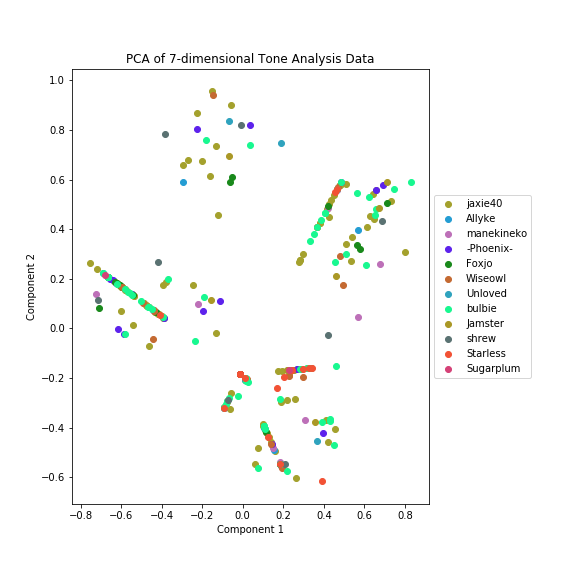 PCA of 7-dimensional Tone Analysis Data
1.0
0.8
0.6
0.4
0.2
0.0
−0.2
−0.4
−0.6
Component 2
−0.8 −0.6 −0.4 −0.2 0.0 0.2 0.4 0.6 0.8
Component 1
jaxie40
Allyke
manekineko
-Phoenix-
Foxjo
Wiseowl
Unloved
bulbie
Jamster
shrew
Starless
Sugarplum